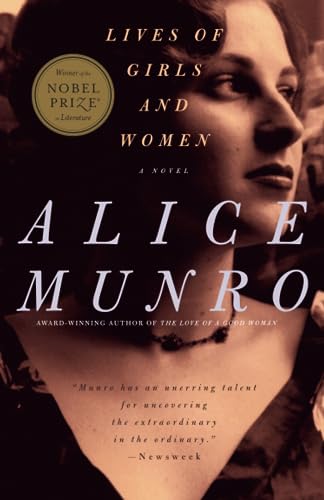 LIVES OF
GIRLS
AND
WOMEN
A NOVEL
Winner of the
NOBEL
PRIZE®
in Literature
ALICE
MUNRO
AWARD-WINNING AUTHOR OF THE LOVE OF A GOOD WOMAN
"Munro has an unerring talent
for uncovering
the extraordinary
in the ordinary."
—Newsweek